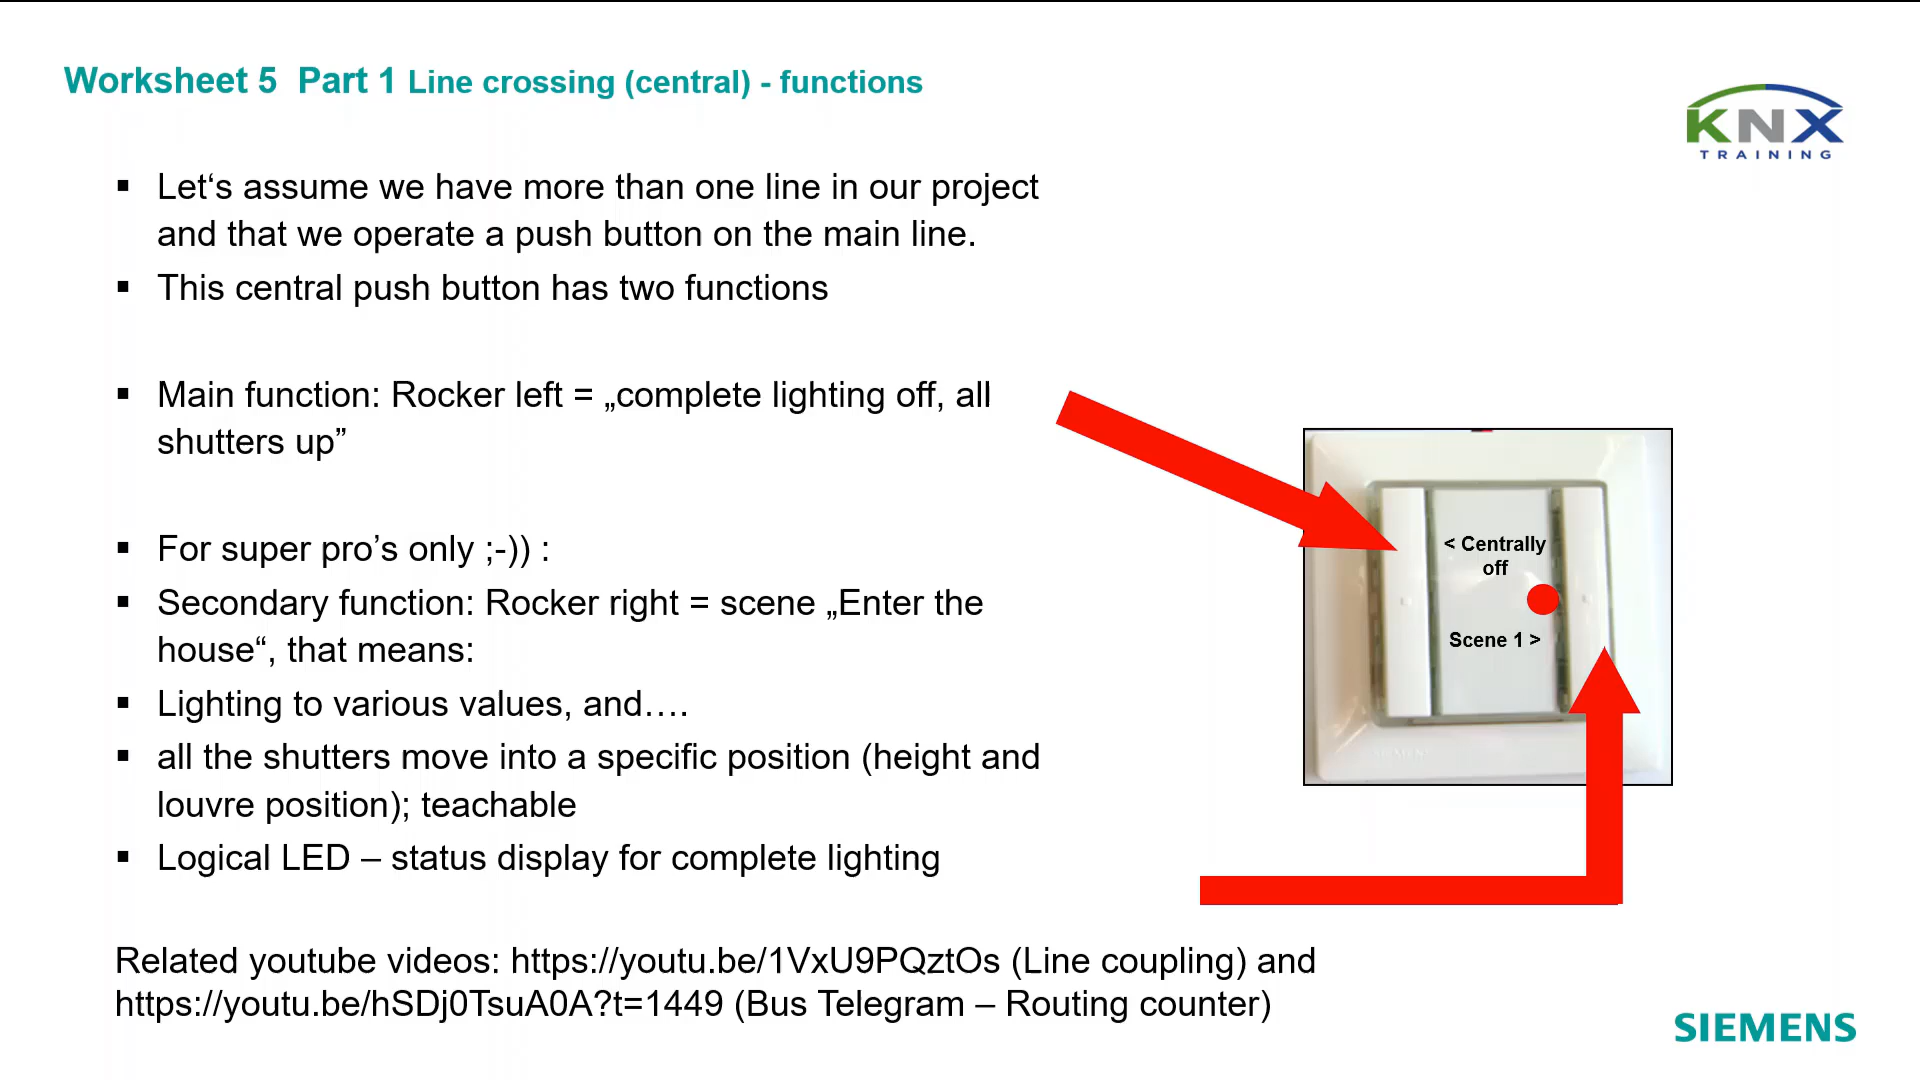 Worksheet 5 Part 1 Line crossing (central) - functions
KNX
TRAINING
▪ Let‘s assume we have more than one line in our project
and that we operate a push button on the main line.
▪ This central push button has two functions
▪ Main function: Rocker left = „complete lighting off, all
shutters up”
▪ For super pro’s only ;-)) :
▪ Secondary function: Rocker right = scene „Enter the
house“, that means:
▪ Lighting to various values, and….
▪ all the shutters move into a specific position (height and
louvre position); teachable
▪ Logical LED – status display for complete lighting
< Centrally
off
Scene 1 >
SIEMENS
Related youtube videos: https://youtu.be/1VxU9PQztOs (Line coupling) and
https://youtu.be/hSDj0TsuA0A?t=1449 (Bus Telegram – Routing counter)
SIEMENS